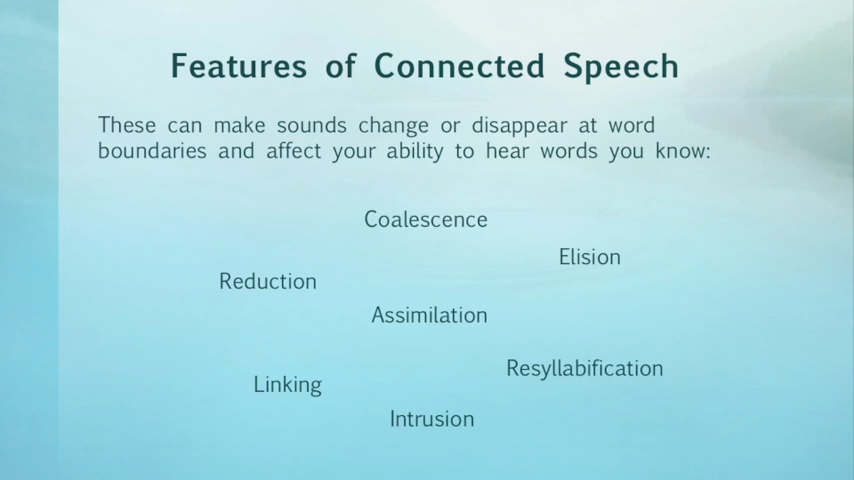 Features of Connected Speech
These can make sounds change or disappear at word
boundaries and affect your ability to hear words you know:
Coalescence
Elision
Reduction
Assimilation
Resyllabification
Linking
Intrusion